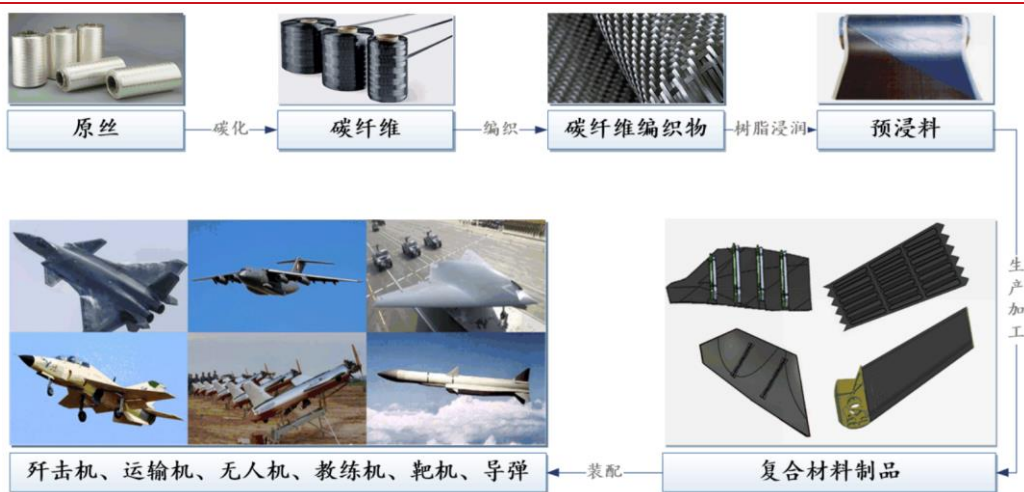 原丝
碳化
碳纤维
编织
碳纤维编织物
树脂浸润
预浸料
生产加工
复合材料制品
装配
歼击机、运输机、无人机、教练机、靶机、导弹